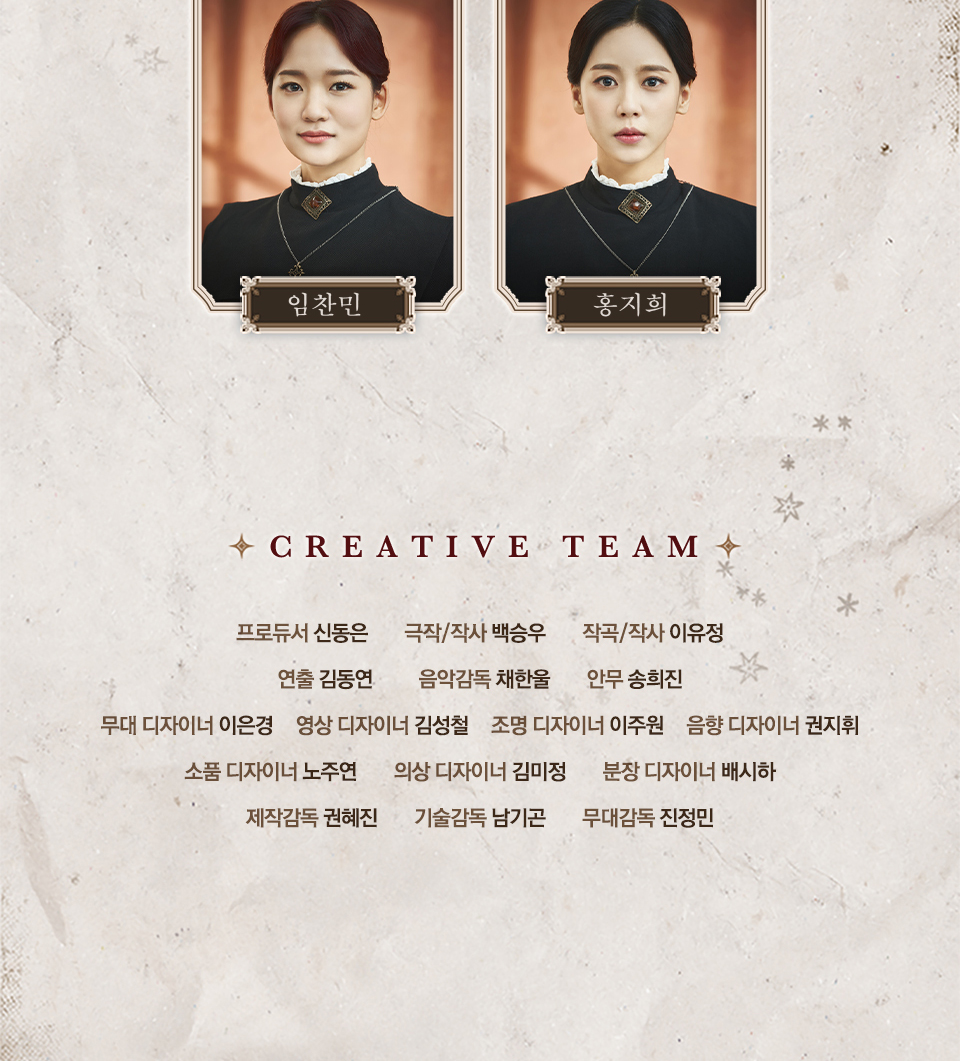 임찬민 홍지희
CREATIVE TEAM
프로듀서 신동은 극작/작사 백승우 작곡/작사 이유정
연출 김동연 음악감독 채한울 안무 송희진
무대 디자이너 이은경 영상 디자이너 김성철 조명 디자이너 이주원 음향 디자이너 권지휘
소품 디자이너 노주연 의상 디자이너 김미정 분장 디자이너 배시하
제작감독 권혜진 기술감독 남기곤 무대감독 진정민